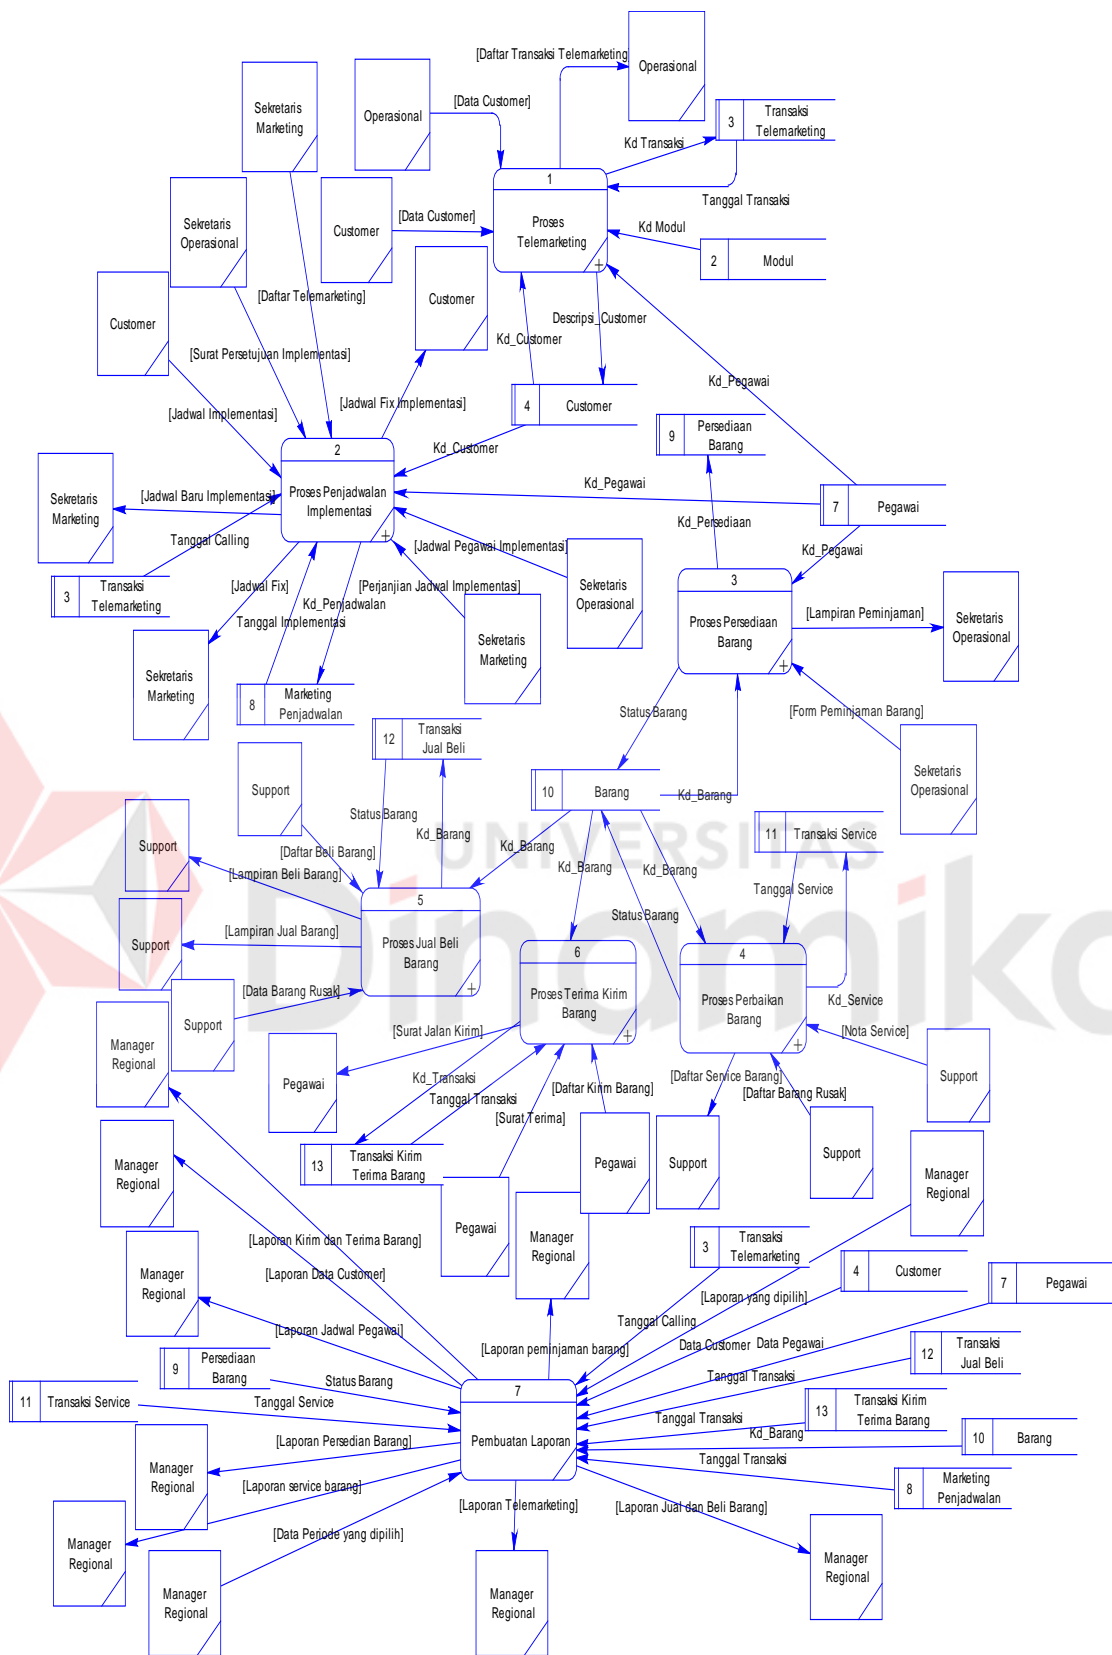 [Daftar Transaksi Telemarketing
Operasional
Sekretaris
Marketing
[Data Customer]
Operasional
3
Transaksi
Telemarketing
Kd Transaksi
1
Proses
Telemarketing
Tanggal Transaksi
Sekretaris
Operasional
Customer
[Data Customer]
Kd Modul
2
Modul
Customer
[Daftar Telemarketing]
Customer
Descripsi_Customer
Kd_Customer
[Surat Persetujuan Implementasi]
Kd_Pegawai
[Jadwal Implementasi]
[Jadwal Fix Implementasi]
4
Customer
9
Persediaan
Barang
2
Proses Penjadwalan
Implementasi
Kd_Customer
Kd_Pegawai
7
Pegawai
Sekretaris
Marketing
[Jadwal Baru Implementasi]
Tanggal Calling
Kd_Persediaan
[Jadwal Pegawai Implementasi]
Kd_Pegawai
3
Transaksi
Telemarketing
[Jadwal Fix]
Kd_Penjadwalan
[Perjanjian Jadwal Implementasi]
Sekretaris
Operasional
3
Proses Persediaan
Barang
[Lampiran Peminjaman]
Sekretaris
Operasional
Tanggal Implementasi
Sekretaris
Marketing
Sekretaris
Marketing
8
Marketing
Penjadwalan
Status Barang
[Form Peminjaman Barang]
12
Transaksi
Jual Beli
Support
Sekretaris
Operasional
10
Barang
Kd_Barang
Status Barang
Kd_Barang
UNIVERSITAS
Dinamika
11
Transaksi Service
Support
[Daftar Beli Barang]
[Lampiran Beli Barang]
Kd_Barang
Kd_Barang
Kd_Barang
Tanggal Service
5
Proses Jual Beli
Barang
Status Barang
Support
[Lampiran Jual Barang]
6
Proses Terima Kirim
Barang
4
Proses Perbaikan
Barang
Support
[Data Barang Rusak]
Kd_Service
Manager
Regional
[Surat Jalan Kirim]
[Nota Service]
Pegawai
Kd_Transaksi
Tanggal Transaksi
[Daftar Kirim Barang]
[Daftar Service Barang]
[Daftar Barang Rusak]
Support
[Surat Terima]
13
Transaksi Kirim
Terima Barang
Pegawai
Support
Support
Manager
Regional
Manager
Regional
Pegawai
Manager
Regional
[Laporan Kirim dan Terima Barang]
3
Transaksi
Telemarketing
4
Customer
7
Pegawai
Manager
Regional
[Laporan Data Customer]
[Laporan yang dipilih]
Tanggal Calling
[Laporan Jadwal Pegawai]
[Laporan peminjaman barang]
Data Customer
Data Pegawai
12
Transaksi
Jual Beli
9
Persediaan
Barang
Status Barang
Tanggal Transaksi
11
Transaksi Service
Tanggal Service
7
Pembuatan Laporan
Tanggal Transaksi
13
Transaksi Kirim
Terima Barang
Kd_Barang
10
Barang
Manager
Regional
[Laporan Persedian Barang]
Tanggal Transaksi
8
Marketing
Penjadwalan
[Laporan service barang]
[Laporan Telemarketing]
[Laporan Jual dan Beli Barang]
Manager
Regional
[Data Periode yang dipilih]
Manager
Regional
Manager
Regional
Manager
Regional